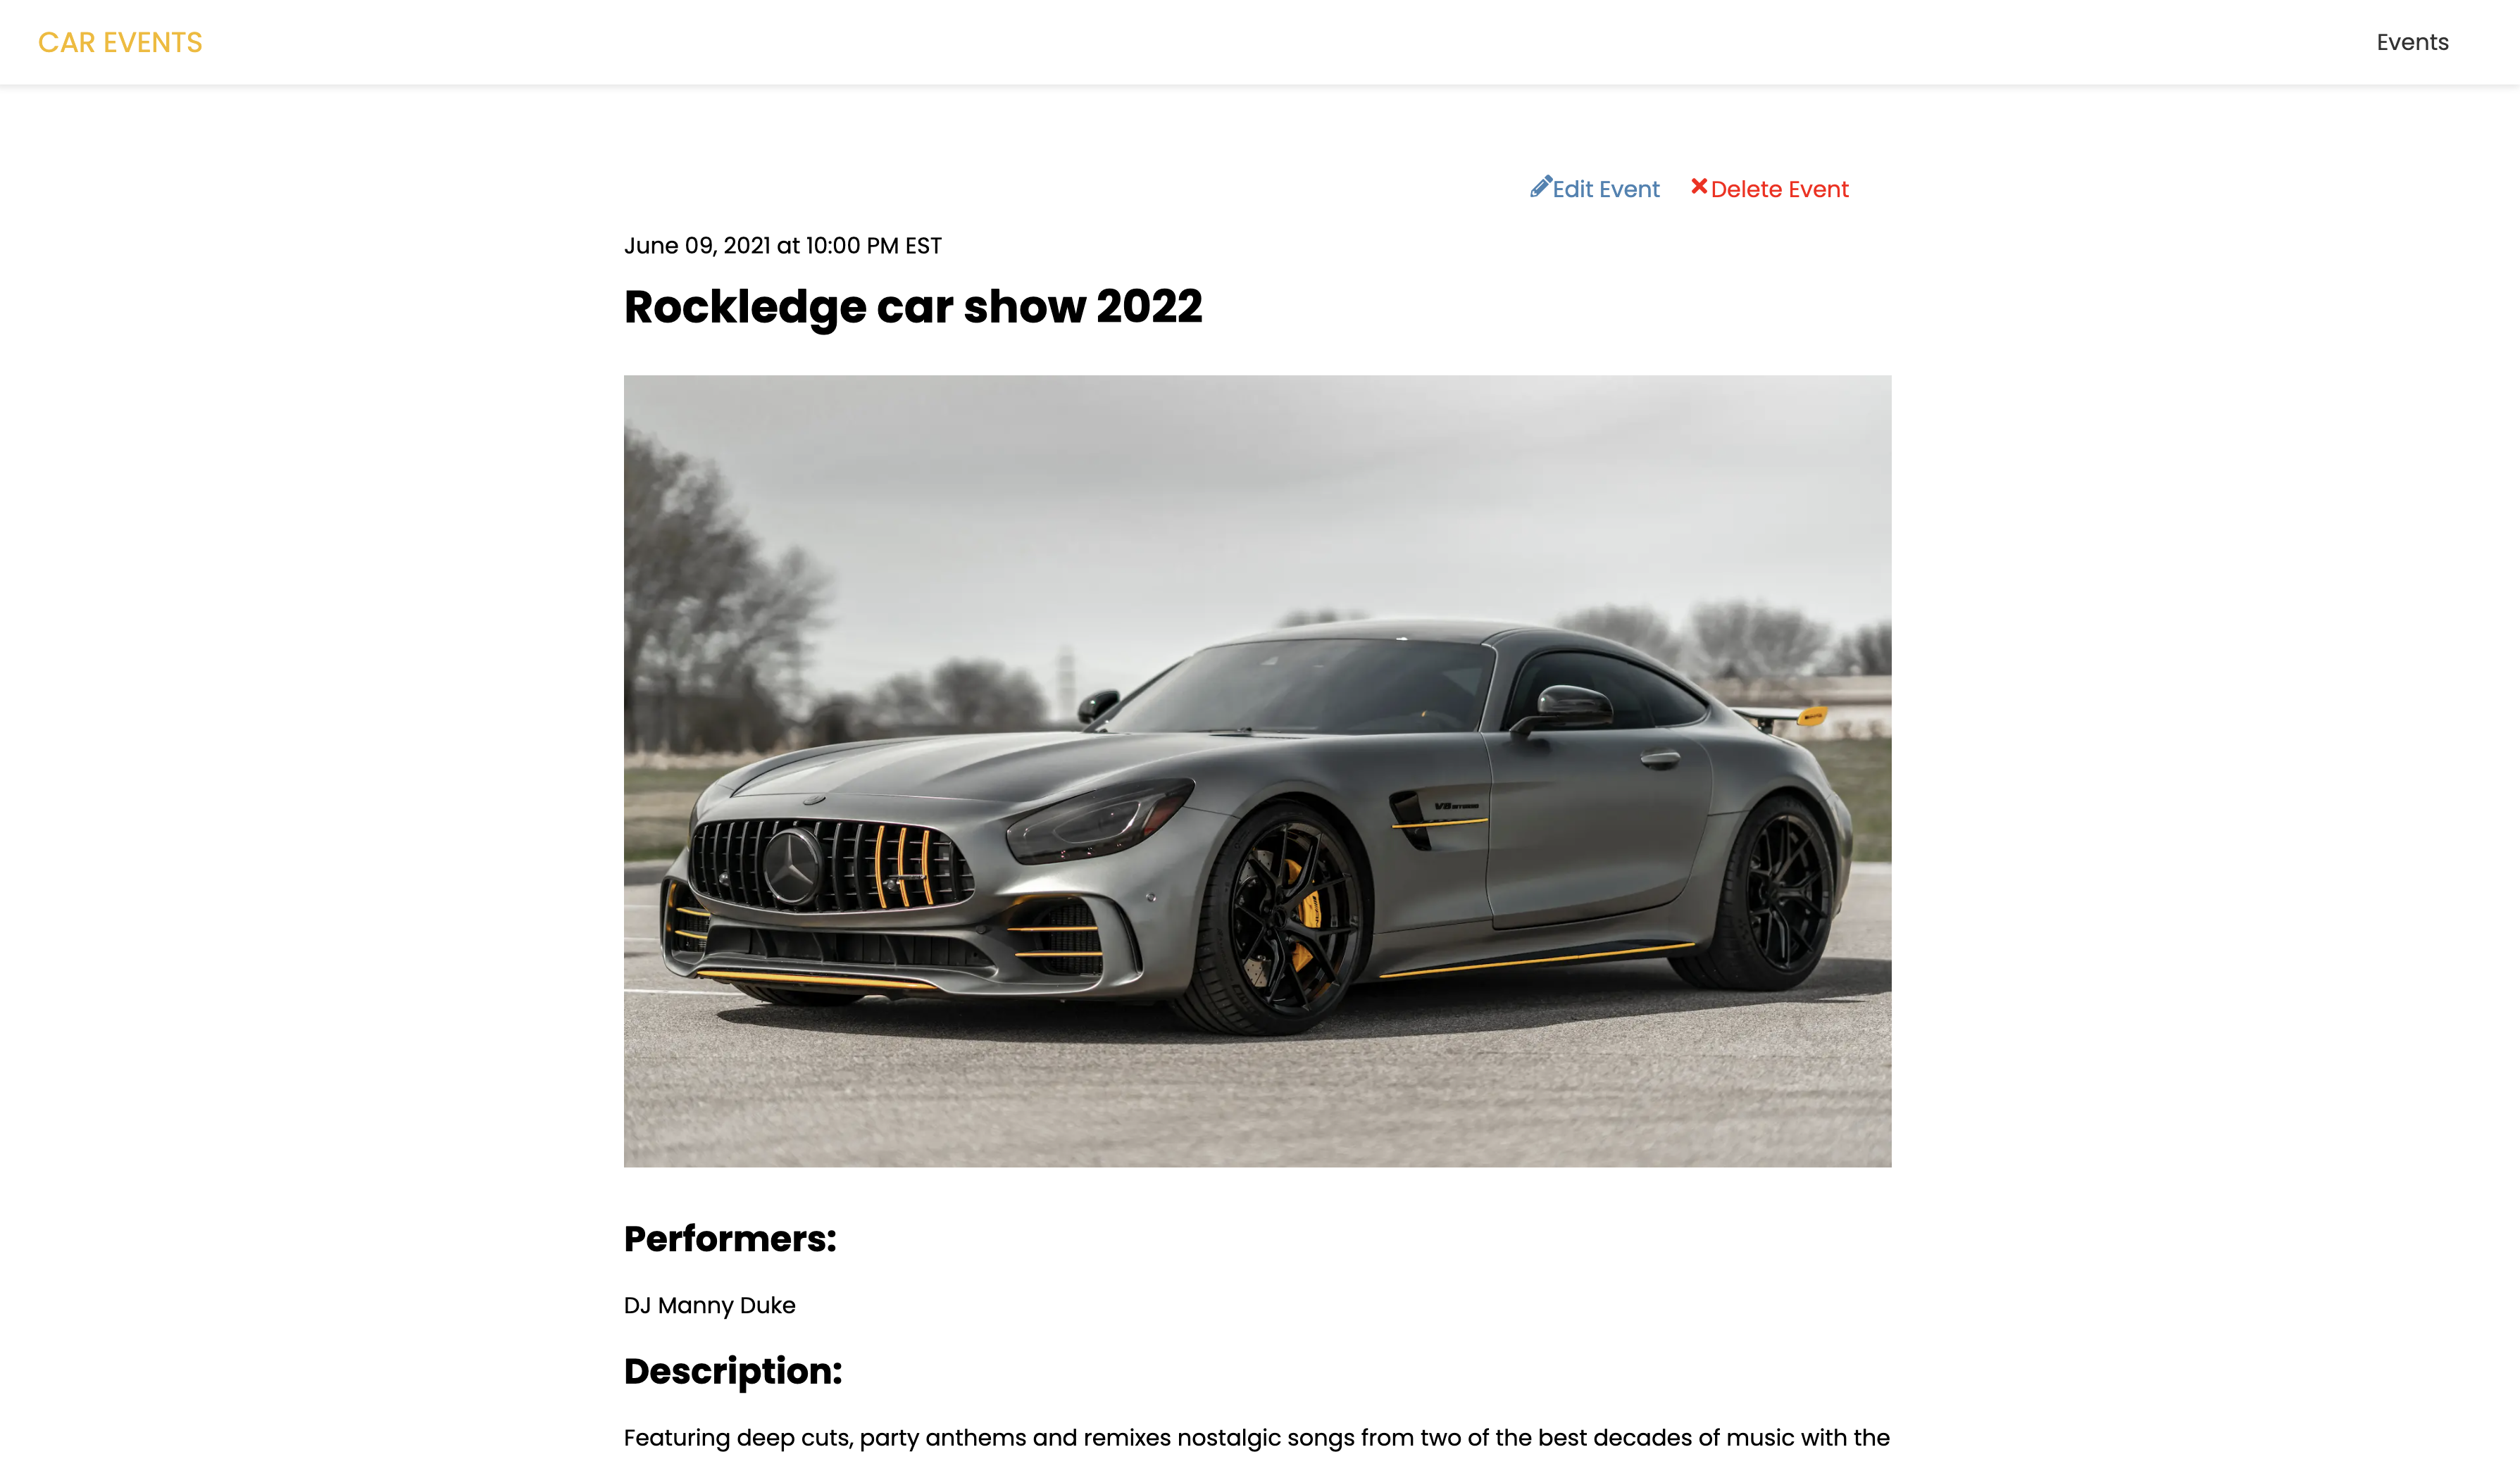 CAR EVENTS
Events
Edit Event
Delete Event
June 09, 2021 at 10:00 PM EST
Rockledge car show 2022
V8 BITURBO
Performers:
DJ Manny Duke
Description:
Featuring deep cuts, party anthems and remixes nostalgic songs from two of the best decades of music with the